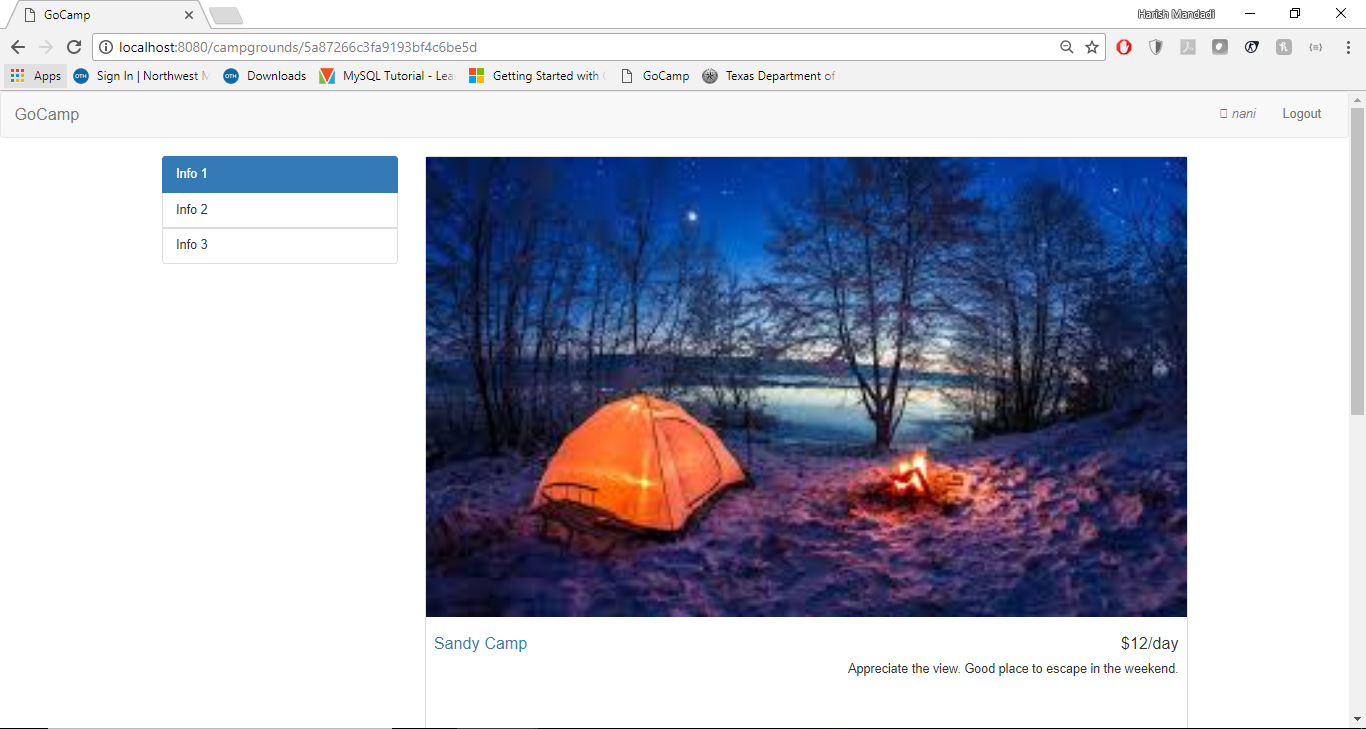 GoCamp
Harish Mandadi
localhost:8080/campgrounds/5a87266c3fa9193bf4c6be5d
Apps
Sign In | Northwest M
Downloads
MySQL Tutorial - Lea
Getting Started with
GoCamp
Texas Department of
GoCamp
nani
Logout
Info 1
Info 2
Info 3
Sandy Camp
$12/day
Appreciate the view. Good place to escape in the weekend.